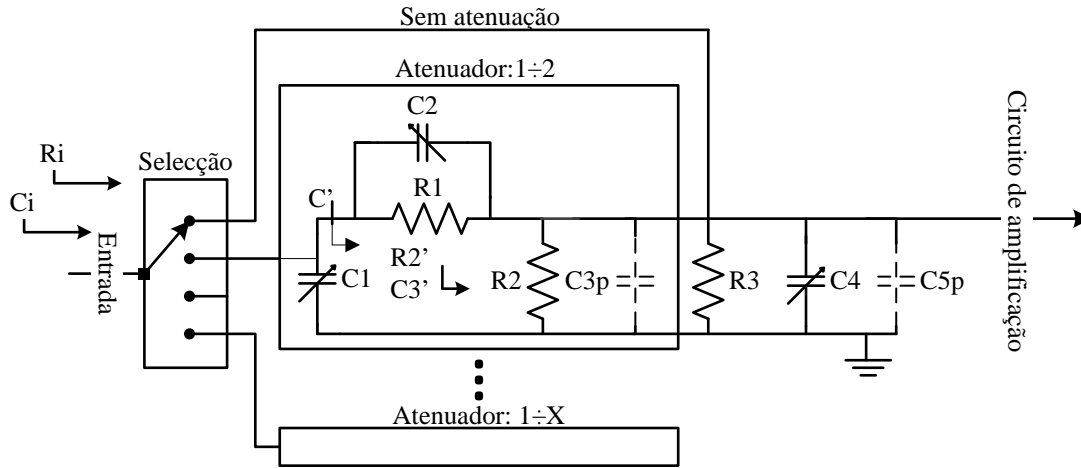 Sem atenuação
Atenuador:1÷2
C2
Ri
Selecção
R1
Ci
C'
Entrada
R2'
C3'
C1
R2
C3p
R3
C4
C5p
Circuito de amplificação
Atenuador: 1÷X